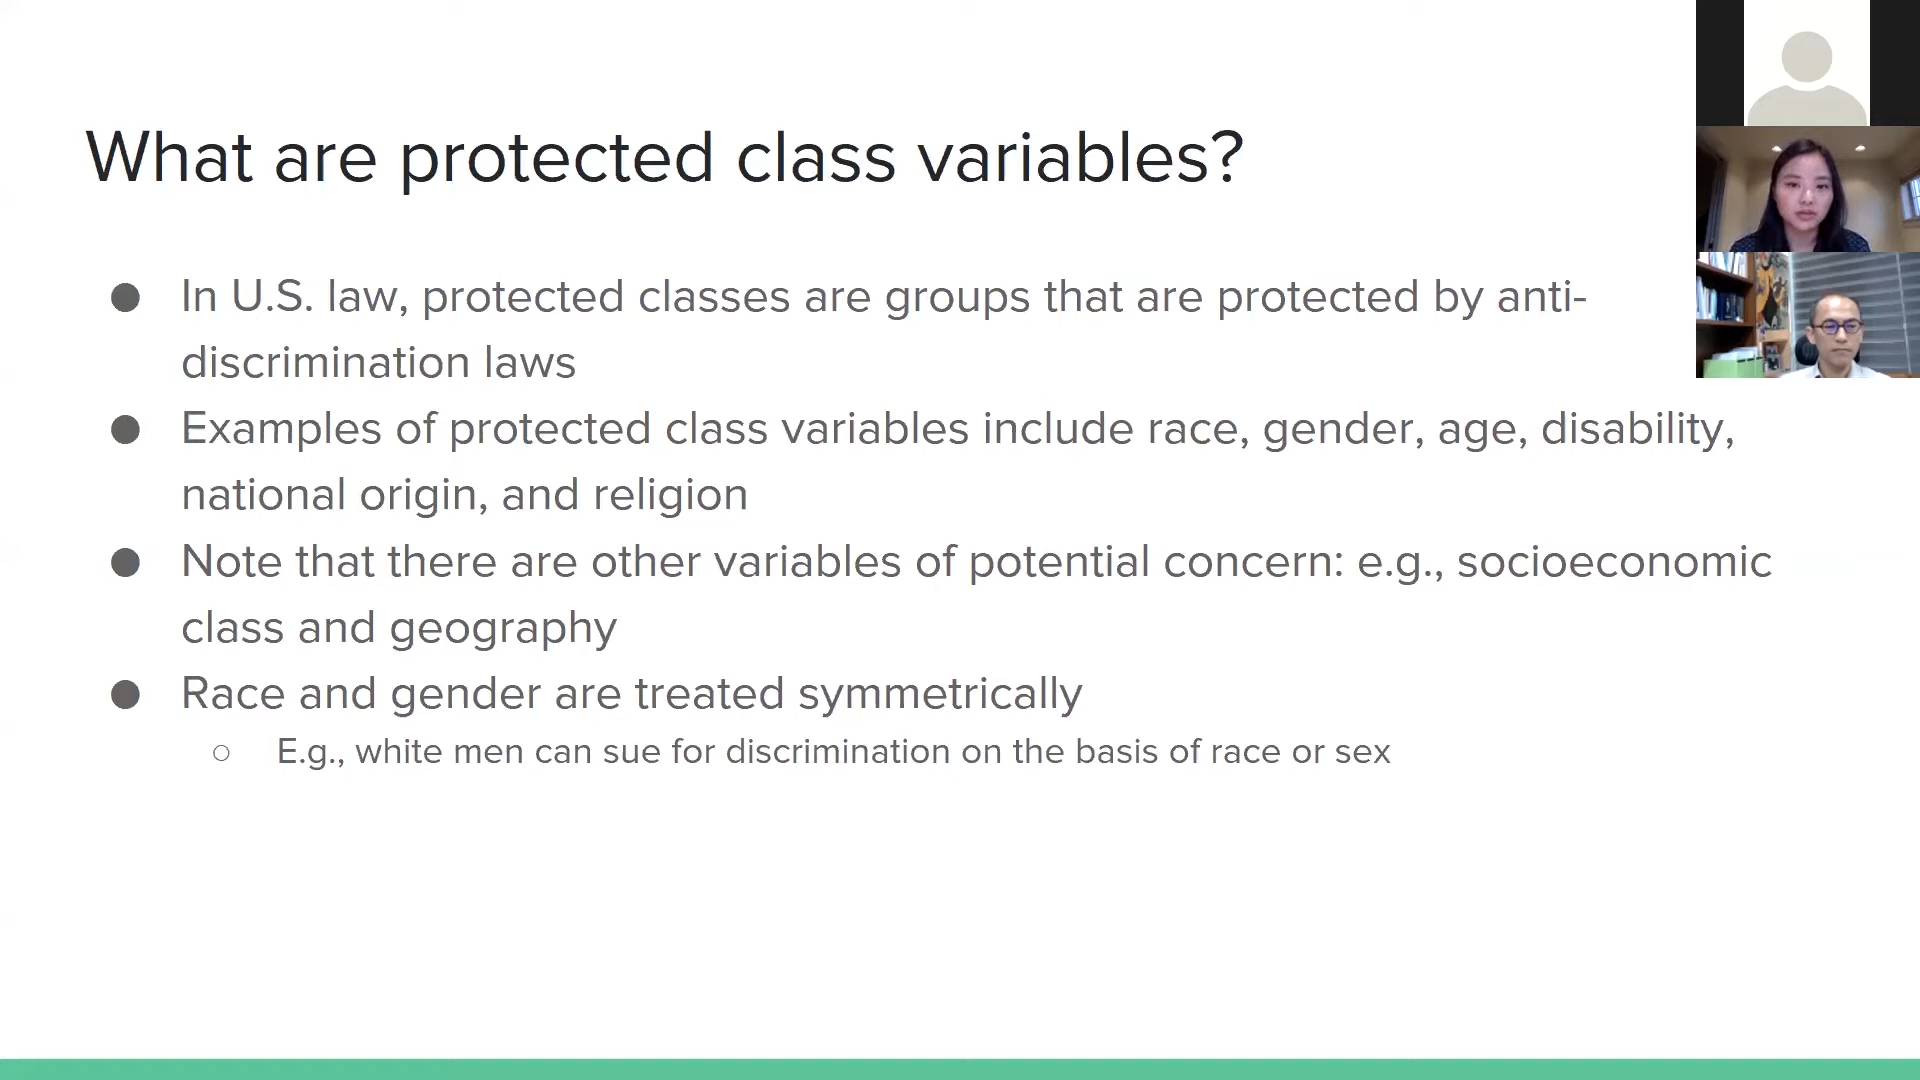 What are protected class variables?
● In U.S. law, protected classes are groups that are protected by anti-
discrimination laws
● Examples of protected class variables include race, gender, age, disability,
national origin, and religion
● Note that there are other variables of potential concern: e.g., socioeconomic
class and geography
● Race and gender are treated symmetrically
○ E.g., white men can sue for discrimination on the basis of race or sex